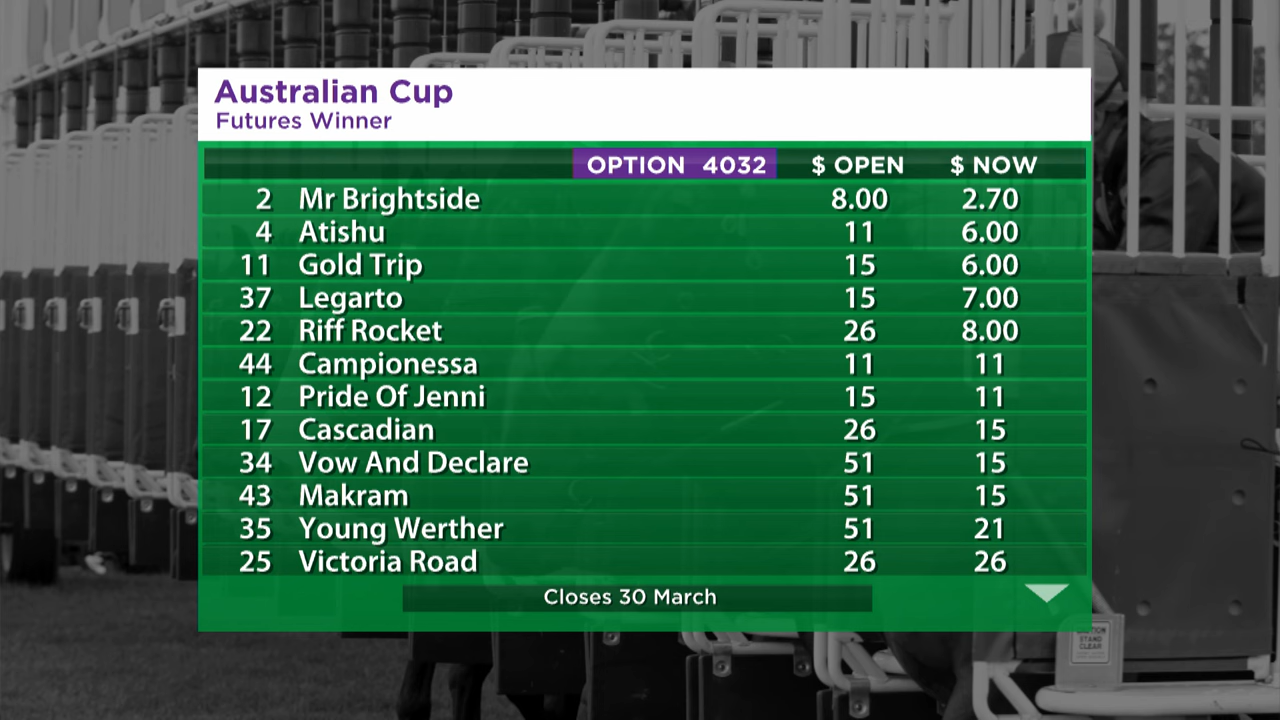 Australian Cup
Futures Winner
OPTION 4032 $ OPEN $ NOW
2 Mr Brightside 8.00 2.70
4 Atishu 11 6.00
11 Gold Trip 15 6.00
37 Legarto 15 7.00
22 Riff Rocket 26 8.00
44 Campionessa 11 11
12 Pride Of Jenni 15 11
17 Cascadian 26 15
34 Vow And Declare 51 15
43 Makram 51 15
35 Young Werther 51 21
25 Victoria Road 26 26
Closes 30 March
CAUTION
STAND
CLEAR